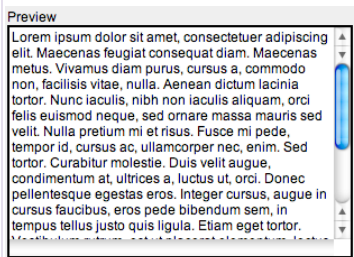 Preview
Lorem ipsum dolor sit amet, consectetuer adipiscing
elit. Maecenas feugiat consequat diam. Maecenas
metus. Vivamus diam purus, cursus a, commodo
non, facilisis vitae, nulla. Aenean dictum lacinia
tortor. Nunc iaculis, nibh non iaculis aliquam, orci
felis euismod neque, sed ornare massa mauris sed
velit. Nulla pretium mi et risus. Fusce mi pede,
tempor id, cursus ac, ullamcorper nec, enim. Sed
tortor. Curabitur molestie. Duis velit augue,
condimentum at, ultrices a, luctus ut, orci. Donec
pellentesque egestas eros. Integer cursus, augue in
cursus faucibus, eros pede bibendum sem, in
tempus tellus justo quis ligula. Etiam eget tortor.